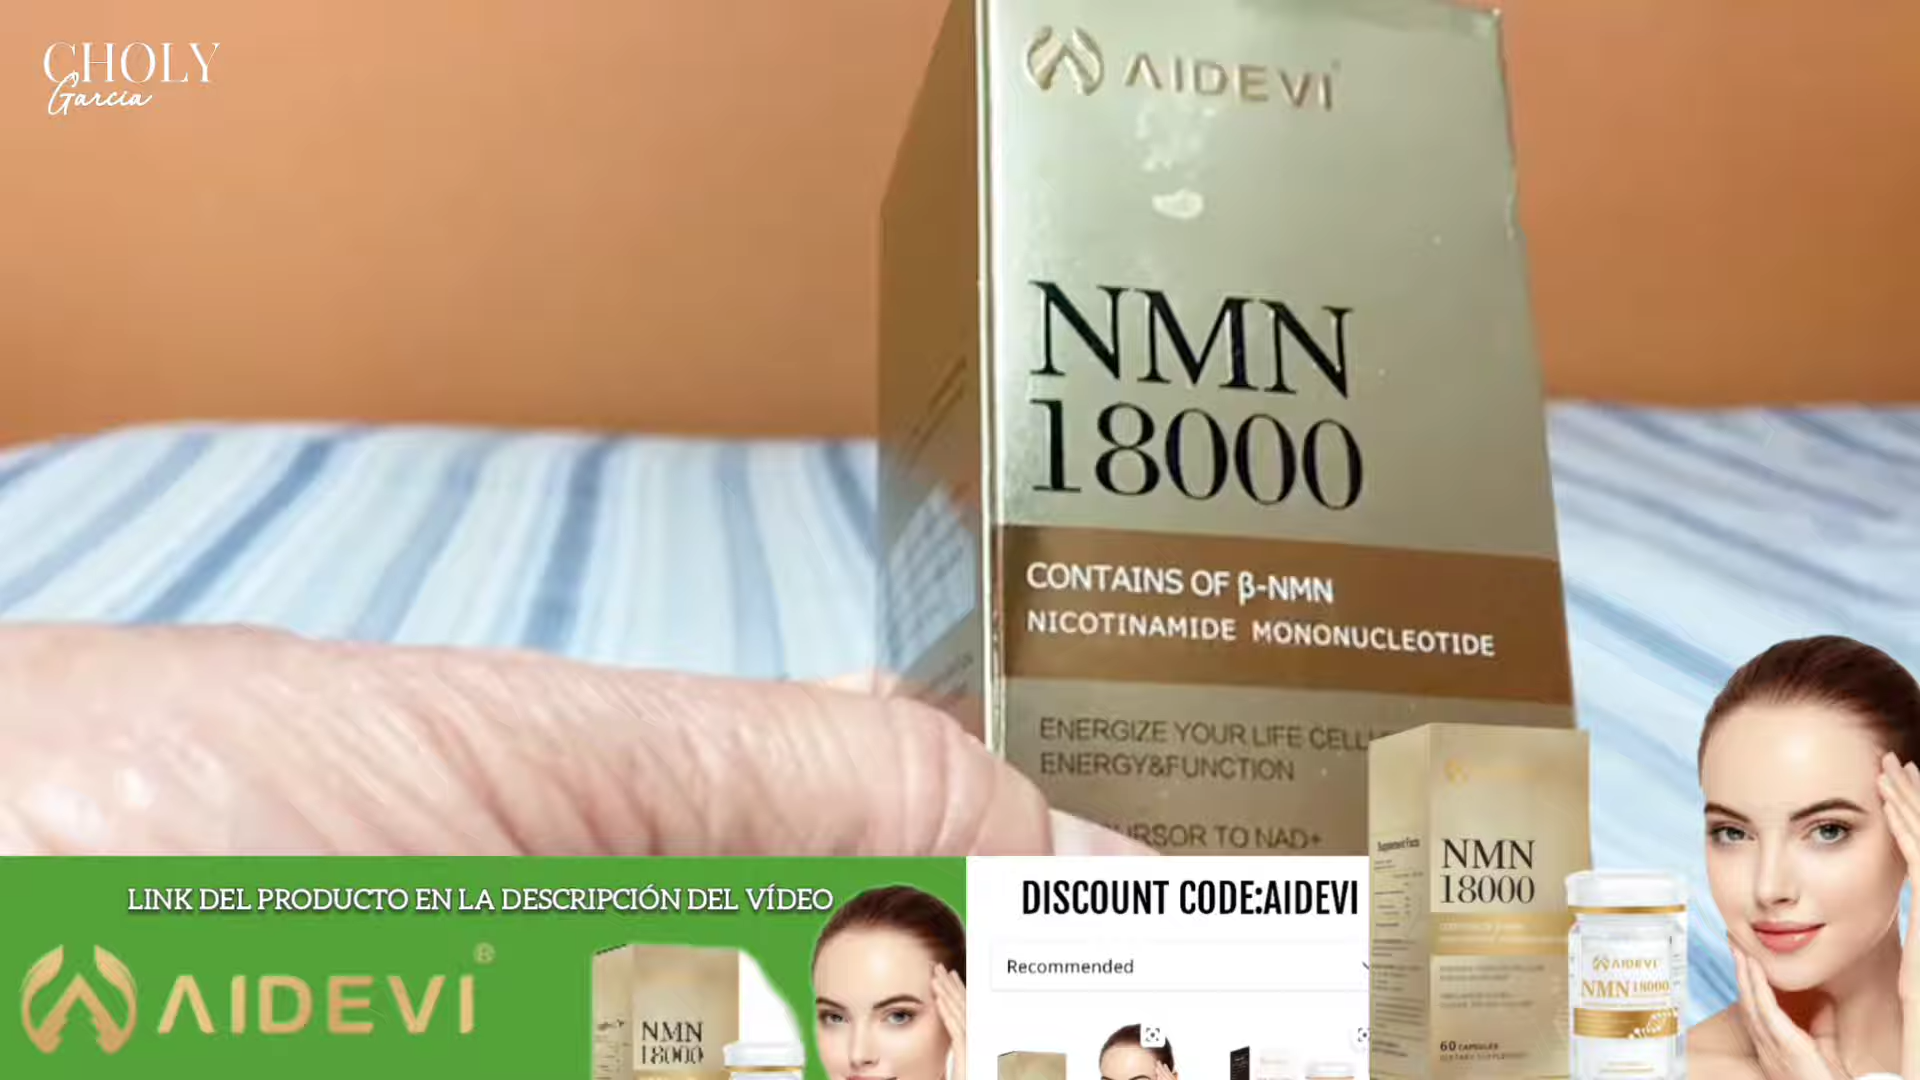 CHOLY
Garcia
AIDEVI
NMN
18000
CONTAINS OF β-NMN
NICOTINAMIDE MONONUCLEOTIDE
ENERGIZE YOUR LIFE
ENERGY&FUNCTION
TO NAD+
LINK DEL PRODUCTO EN LA DESCRIPCIÓN DEL VÍDEO
AIDEVI®
NMN
18000
DISCOUNT CODE:AIDEVI
Recommended
Supplement Facts
NMN
18000
60 CAPSULES
AIDEVI
NMN 18000